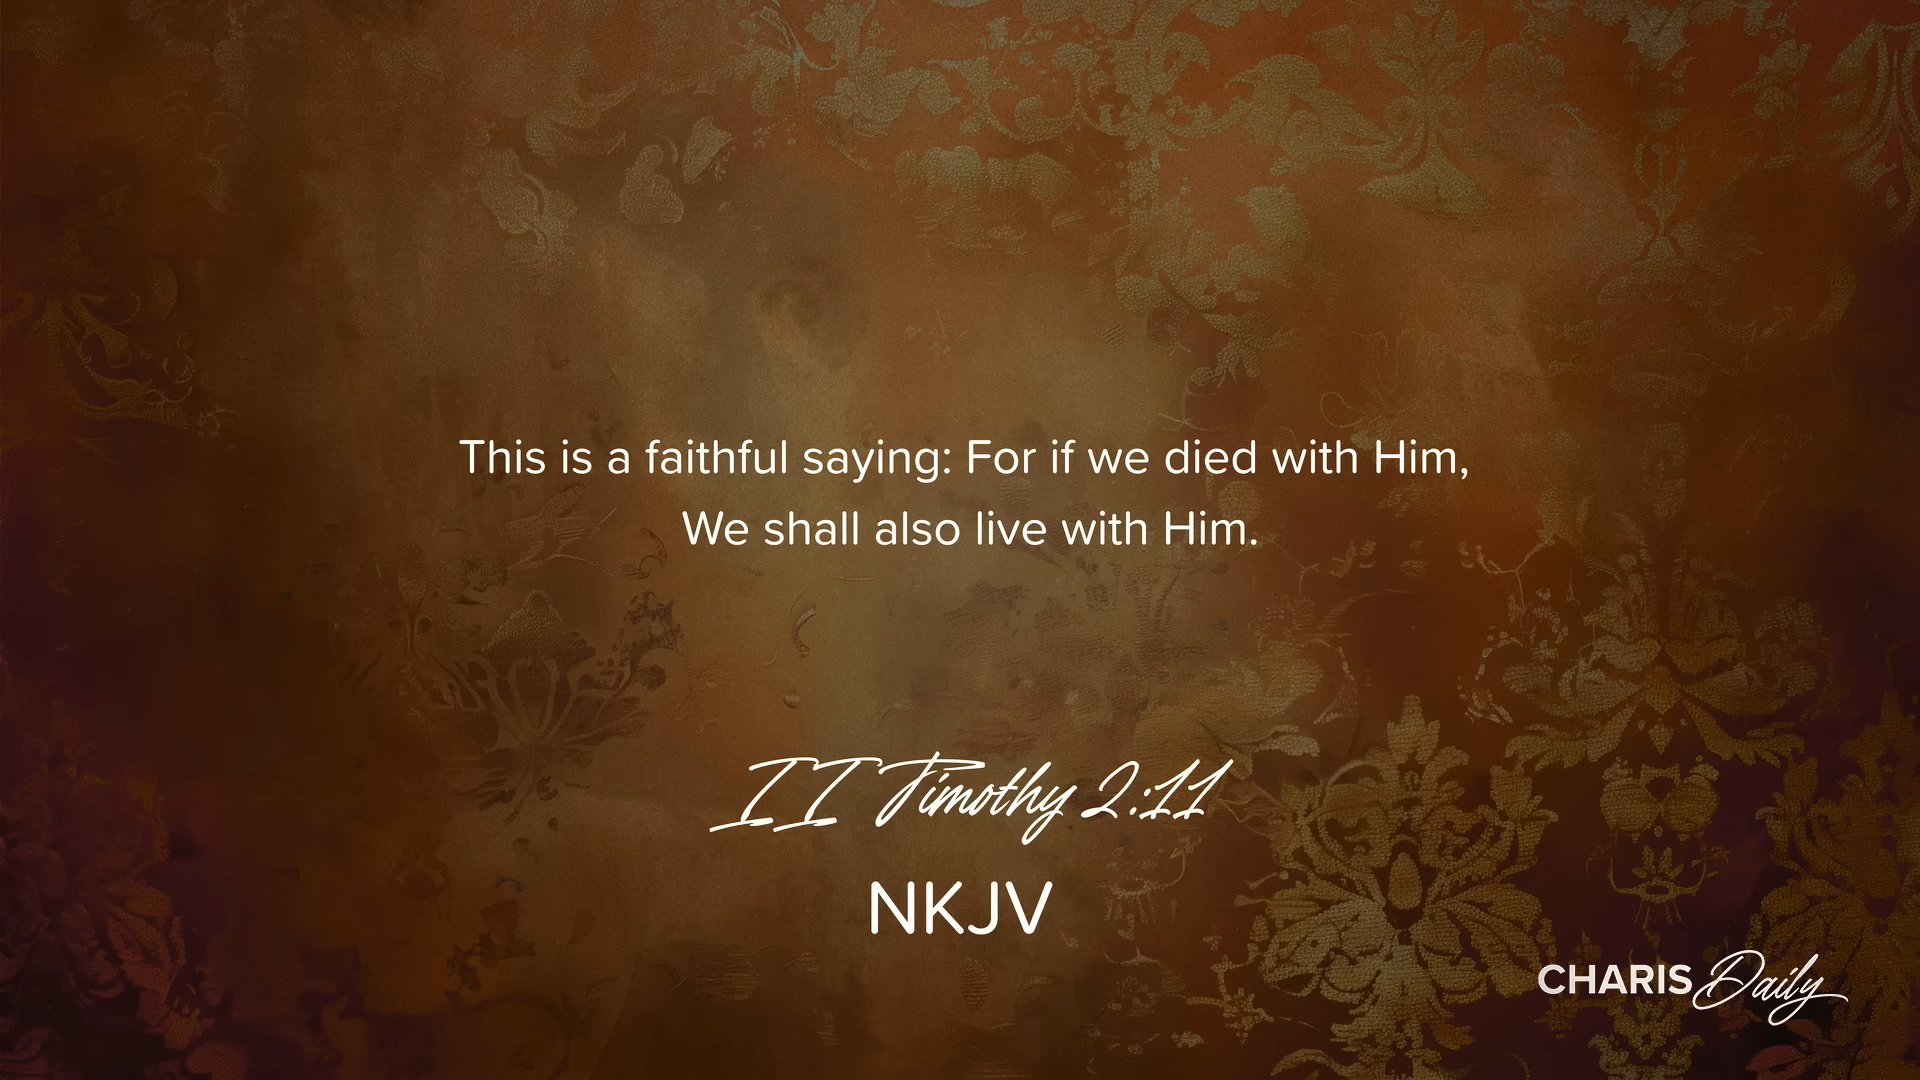 This is a faithful saying: For if we died with Him,
We shall also live with Him.
II Timothy 2:11
NKJV
CHARIS Daily